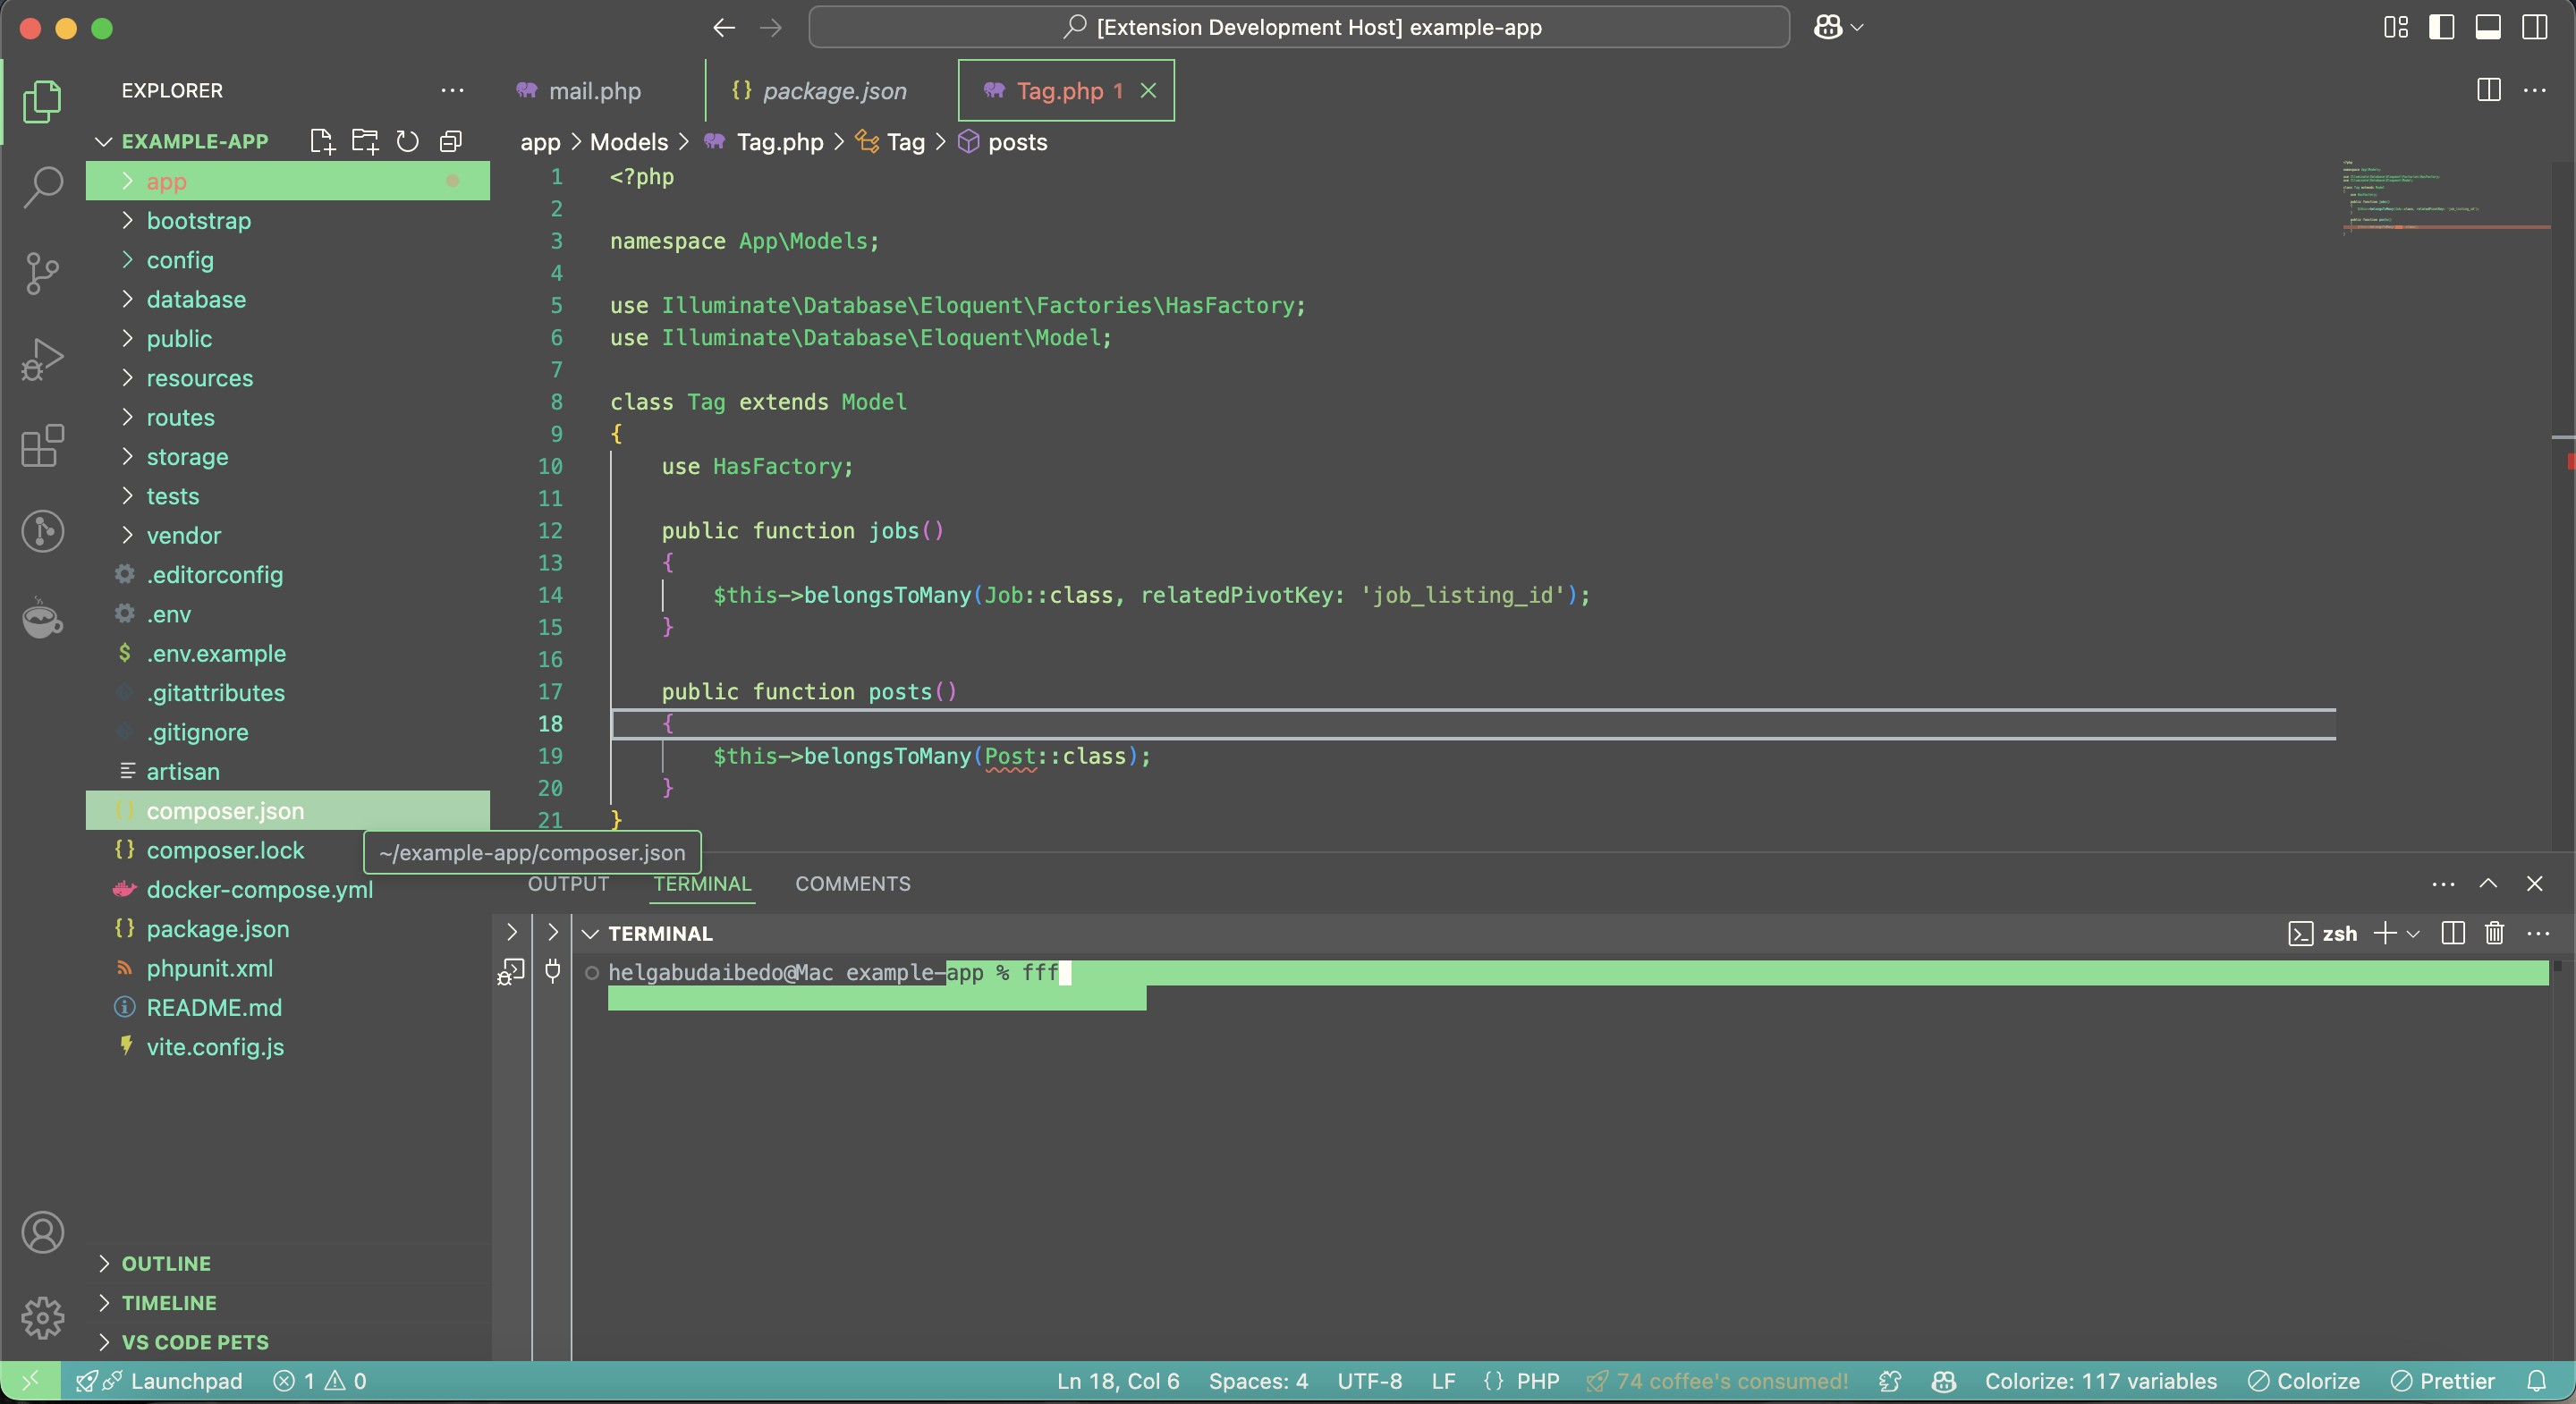 [Extension Development Host] example-app
EXPLORER
EXAMPLE-APP
app
bootstrap
config
database
public
resources
routes
storage
tests
vendor
.editorconfig
.env
.env.example
.gitattributes
.gitignore
artisan
composer.json
composer.lock
docker-compose.yml
package.json
phpunit.xml
README.md
vite.config.js
~/example-app/composer.json
OUTLINE
TIMELINE
VS CODE PETS
mail.php
package.json
Tag.php 1
app > Models > Tag.php > Tag > posts
1 <?php
2
3 namespace App\Models;
4
5 use Illuminate\Database\Eloquent\Factories\HasFactory;
6 use Illuminate\Database\Eloquent\Model;
7
8 class Tag extends Model
9 {
10 use HasFactory;
11
12 public function jobs()
13 {
14 $this->belongsToMany(Job::class, relatedPivotKey: 'job_listing_id');
15 }
16
17 public function posts()
18 {
19 $this->belongsToMany(Post::class);
20 }
21 }
OUTPUT TERMINAL COMMENTS
TERMINAL
zsh
helgabudaibedo@Mac example-app % fff
Launchpad 1 0 Ln 18, Col 6 Spaces: 4 UTF-8 LF {} PHP 74 coffee's consumed! Colorize: 117 variables Colorize Prettier